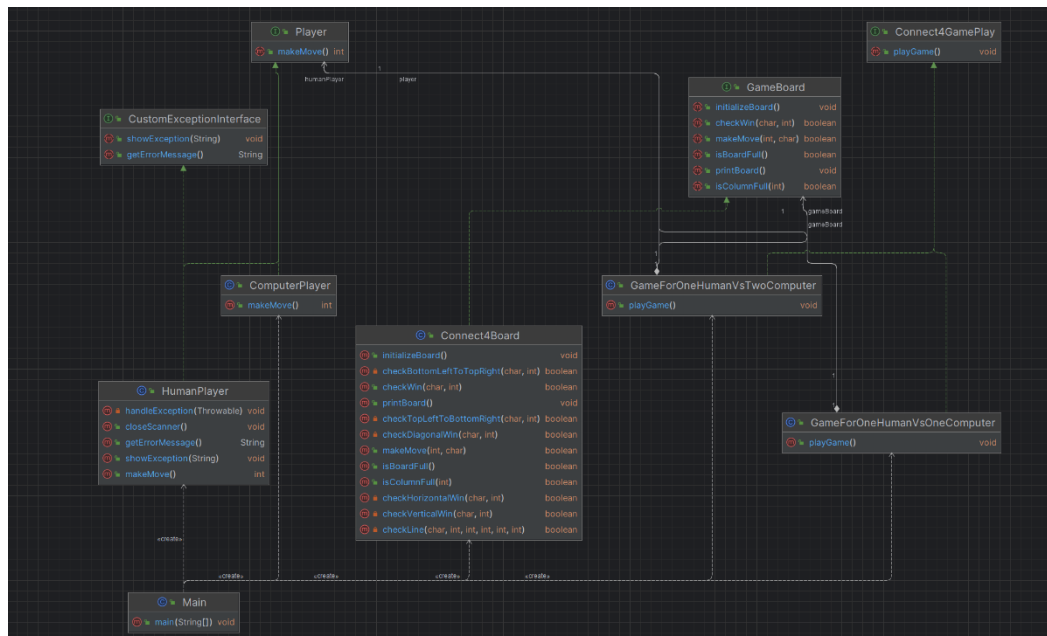 Player
makeMove() int
Connect4GamePlay
playGame() void
1
humanPlayer player
GameBoard
initializeBoard() void
checkWin(char, int) boolean
makeMove(int, char) boolean
isBoardFull() boolean
printBoard() void
isColumnFull(int) boolean
CustomExceptionInterface
showException(String) void
getErrorMessage() String
1 gameBoard
gameBoard
1
1
ComputerPlayer
makeMove() int
GameForOneHumanVsTwoComputer
playGame() void
Connect4Board
initializeBoard() void
checkBottomLeftToTopRight(char, int) boolean
checkWin(char, int) boolean
printBoard() void
checkTopLeftToBottomRight(char, int) boolean
checkDiagonalWin(char, int) boolean
makeMove(int, char) boolean
isBoardFull() boolean
isColumnFull(int) boolean
checkHorizontalWin(char, int) boolean
checkVerticalWin(char, int) boolean
checkLine(char, int, int, int, int, int) boolean
HumanPlayer
handleException(Throwable) void
closeScanner() void
getErrorMessage() String
showException(String) void
makeMove() int
1
GameForOneHumanVsOneComputer
playGame() void
«create»
«create» «create» «create» «create»
Main
main(String[]) void